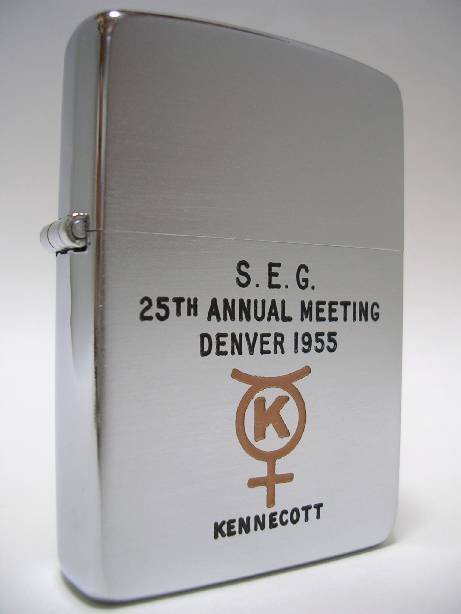 S.E.G.
25TH ANNUAL MEETING
DENVER 1955
K
KENNECOTT